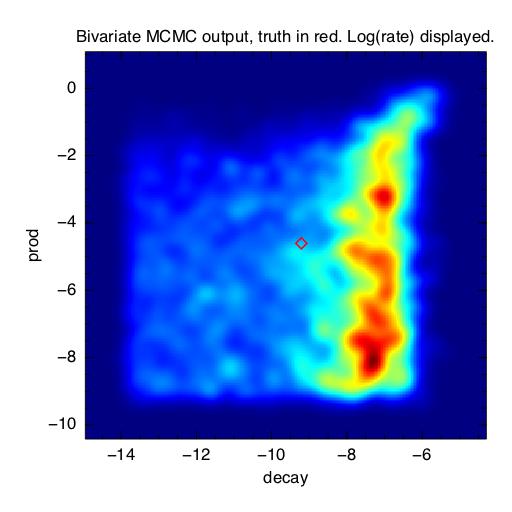 Bivariate MCMC output, truth in red. Log(rate) displayed.
0
−2
−4
prod
−6
−8
−10
−14 −12 −10 −8 −6
decay